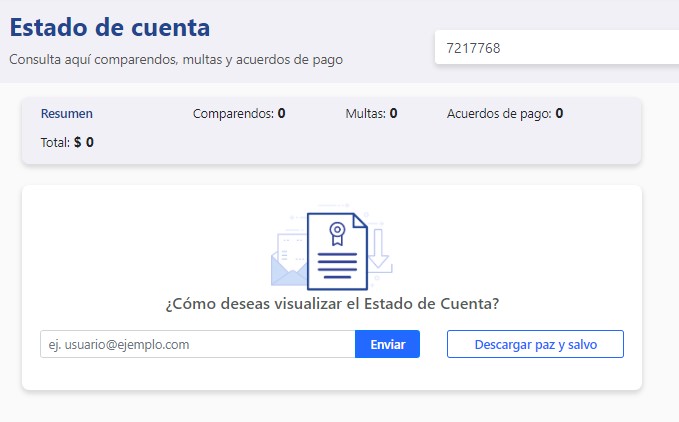 Estado de cuenta
Consulta aquí comparendos, multas y acuerdos de pago
7217768
Resumen Comparendos: 0 Multas: 0 Acuerdos de pago: 0
Total: $ 0
¿Cómo deseas visualizar el Estado de Cuenta?
ej. usuario@ejemplo.com Enviar Descargar paz y salvo